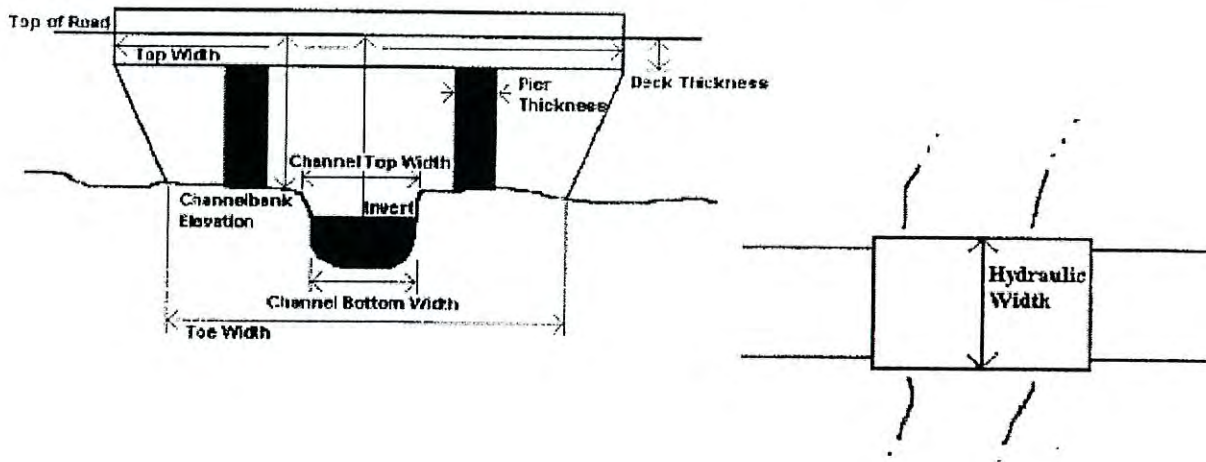 Top of Road
Top Width
Deck Thickness
Pier
Thickness
Channel Top Width
Channelbank
Elevation
Invert
Channel Bottom Width
Toe Width
Hydraulic
Width